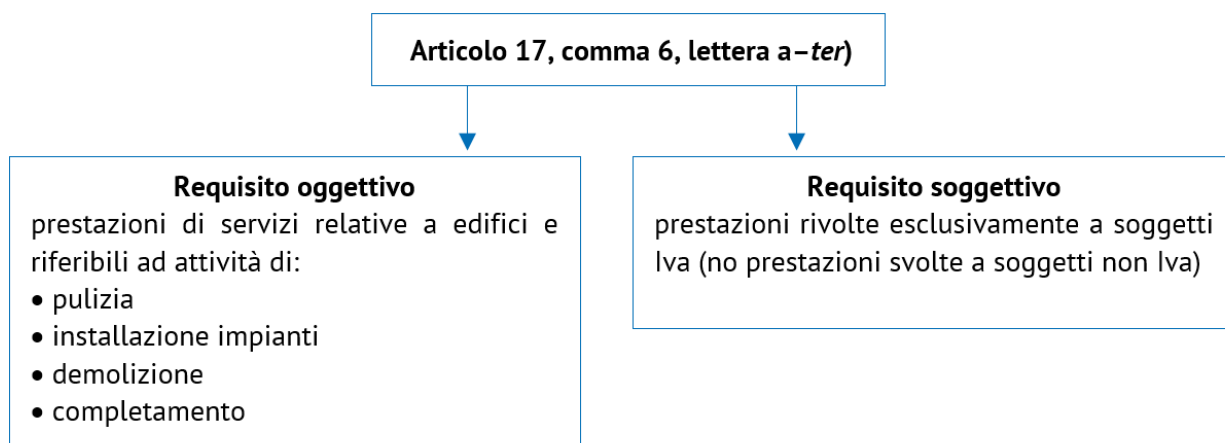 Articolo 17, comma 6, lettera a–ter)
Requisito oggettivo
prestazioni di servizi relative a edifici e
riferibili ad attività di:
• pulizia
• installazione impianti
• demolizione
• completamento
Requisito soggettivo
prestazioni rivolte esclusivamente a soggetti
Iva (no prestazioni svolte a soggetti non Iva)